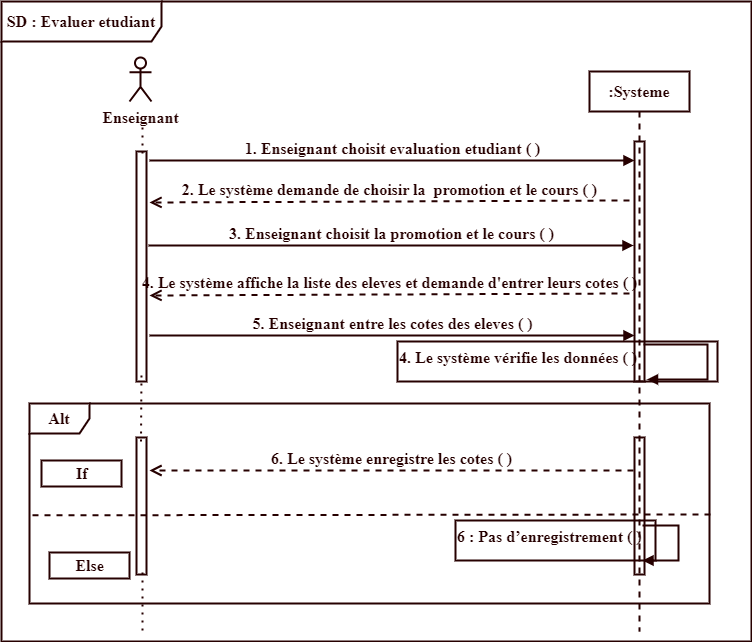 SD : Evaluer etudiant
Enseignant
:Systeme
1. Enseignant choisit evaluation etudiant ( )
2. Le système demande de choisir la promotion et le cours ( )
3. Enseignant choisit la promotion et le cours ( )
4. Le système affiche la liste des eleves et demande d'entrer leurs cotes ( )
5. Enseignant entre les cotes des eleves ( )
4. Le système vérifie les données ( )
Alt
6. Le système enregistre les cotes ( )
If
6 : Pas d’enregistrement ( )
Else